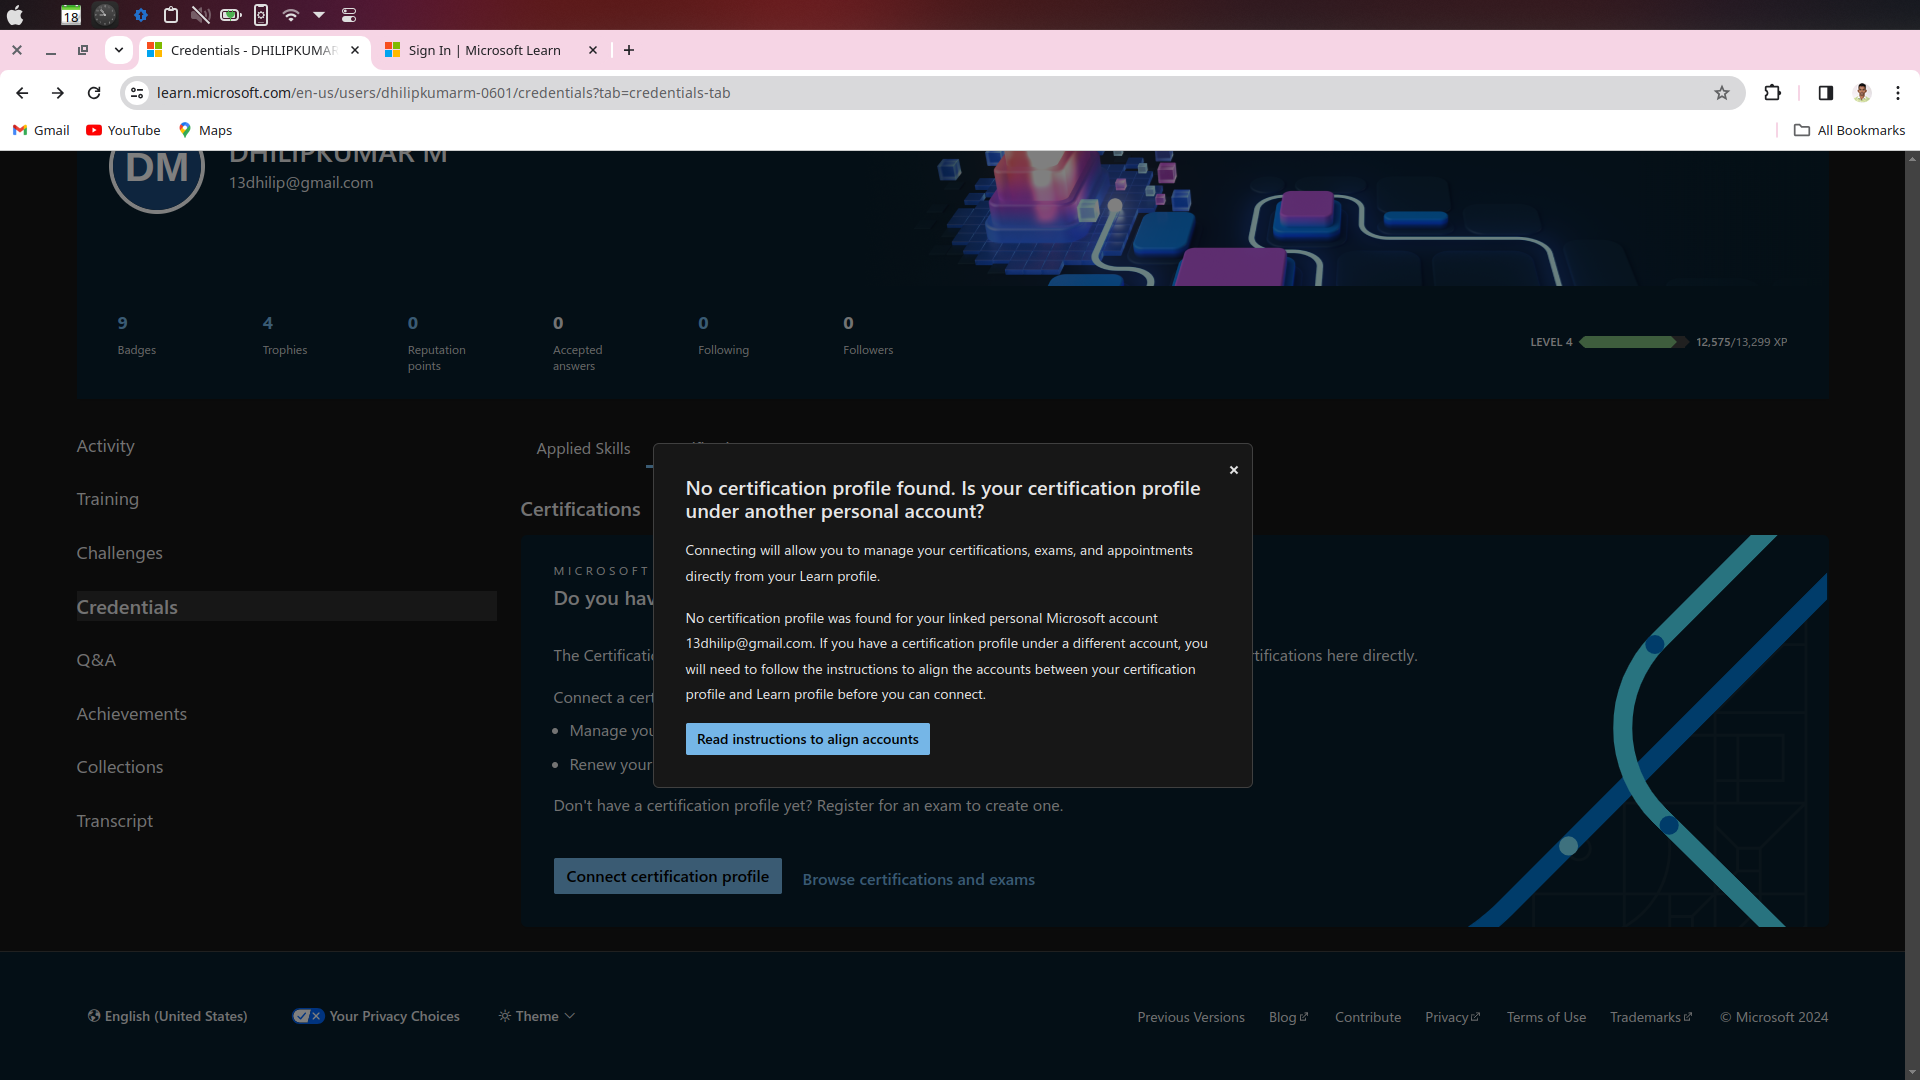 18
Credentials - DHILIPKUMAR
Sign In | Microsoft Learn
learn.microsoft.com/en-us/users/dhilipkumarm-0601/credentials?tab=credentials-tab
Gmail
YouTube
Maps
All Bookmarks
DM
DHILIPKUMAR M
13dhilip@gmail.com
9
Badges
4
Trophies
0
Reputation
points
0
Accepted
answers
0
Following
0
Followers
LEVEL 4
12,575/13,299 XP
Activity
Training
Challenges
Credentials
Q&A
Achievements
Collections
Transcript
Applied Skills
Certifications
MICROSOFT
Do you hav
The Certificatio
tifications here directly.
Connect a cert
Manage you
Renew your
Don't have a certification profile yet? Register for an exam to create one.
Connect certification profile
Browse certifications and exams
No certification profile found. Is your certification profile
under another personal account?
Connecting will allow you to manage your certifications, exams, and appointments
directly from your Learn profile.
No certification profile was found for your linked personal Microsoft account
13dhilip@gmail.com. If you have a certification profile under a different account, you
will need to follow the instructions to align the accounts between your certification
profile and Learn profile before you can connect.
Read instructions to align accounts
English (United States)
Your Privacy Choices
Theme
Previous Versions
Blog
Contribute
Privacy
Terms of Use
Trademarks
© Microsoft 2024